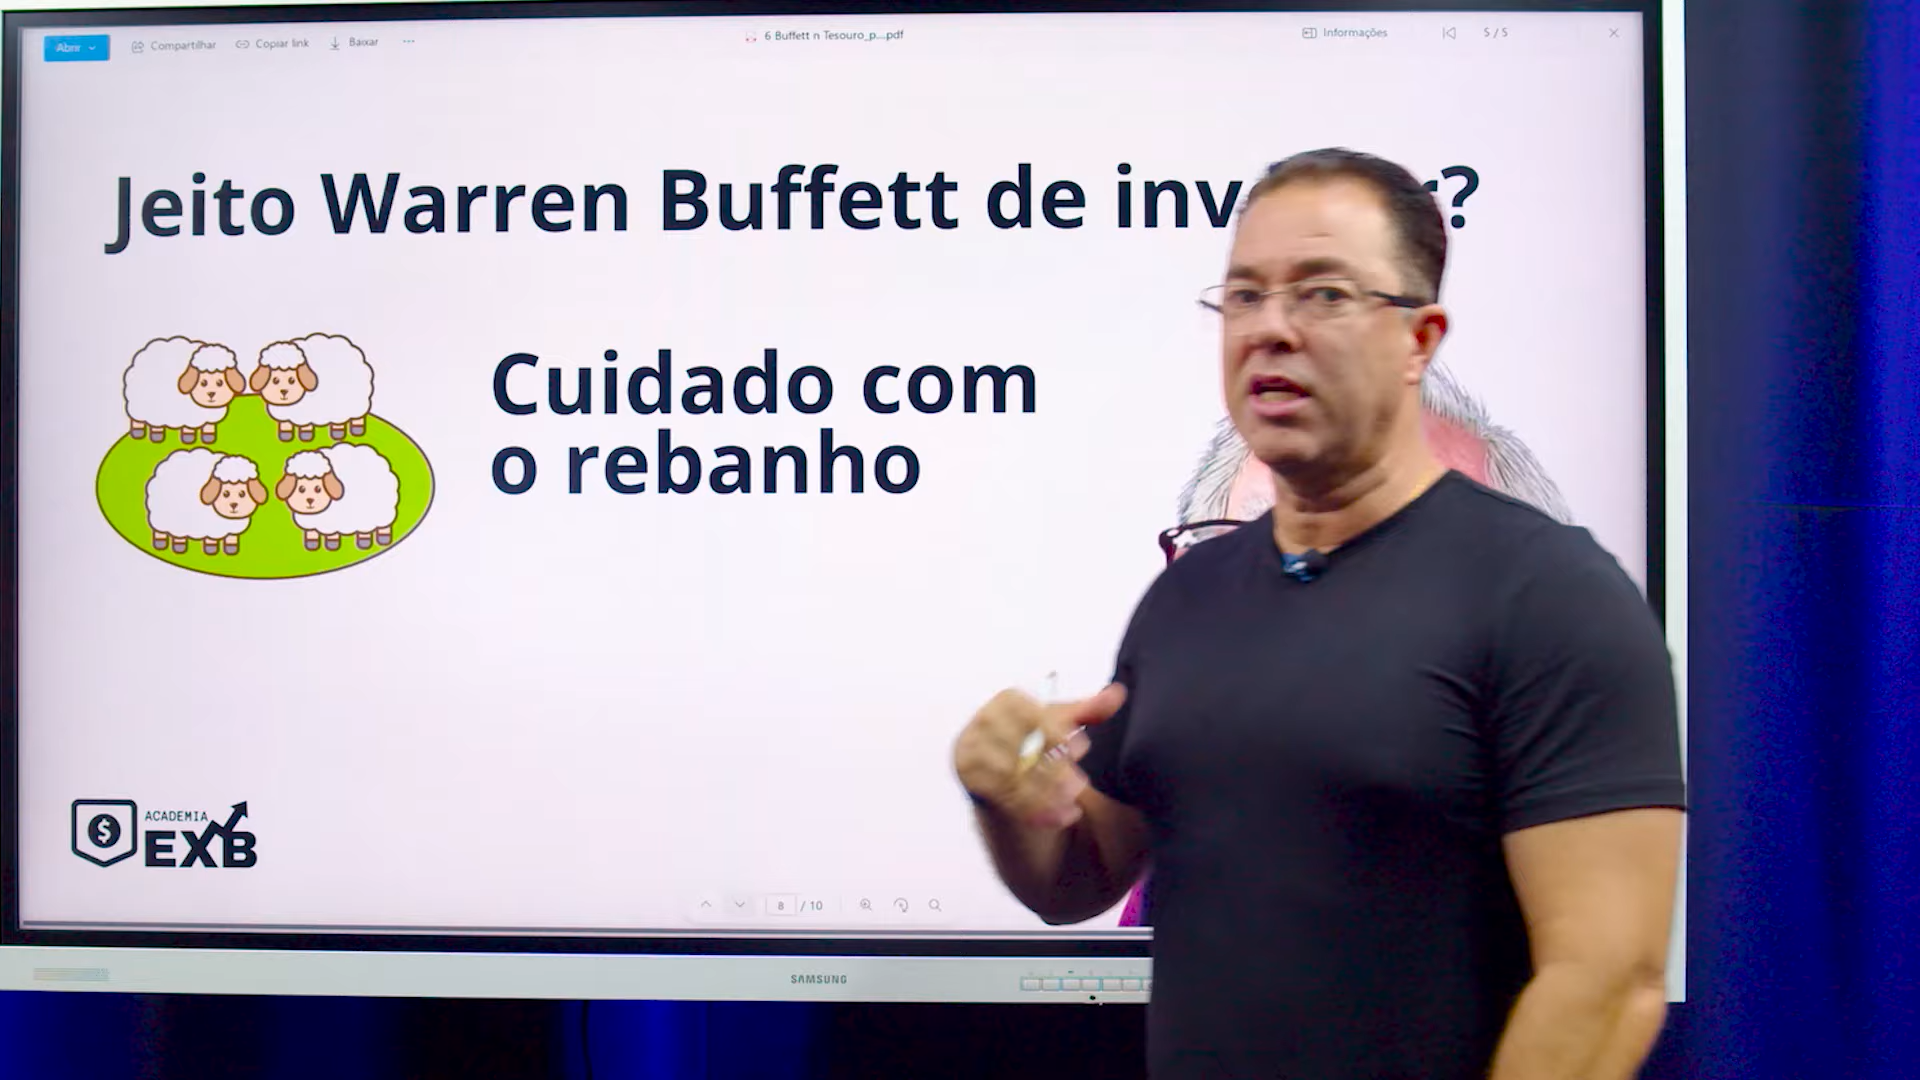 Abrir
Compartilhar
Copiar link
Baixar
6 Buffett n Tesouro_p....pdf
Informações
5 / 5
Jeito Warren Buffett de inv r?
Cuidado com
o rebanho
ACADEMIA
EXB
8 / 10
SAMSUNG